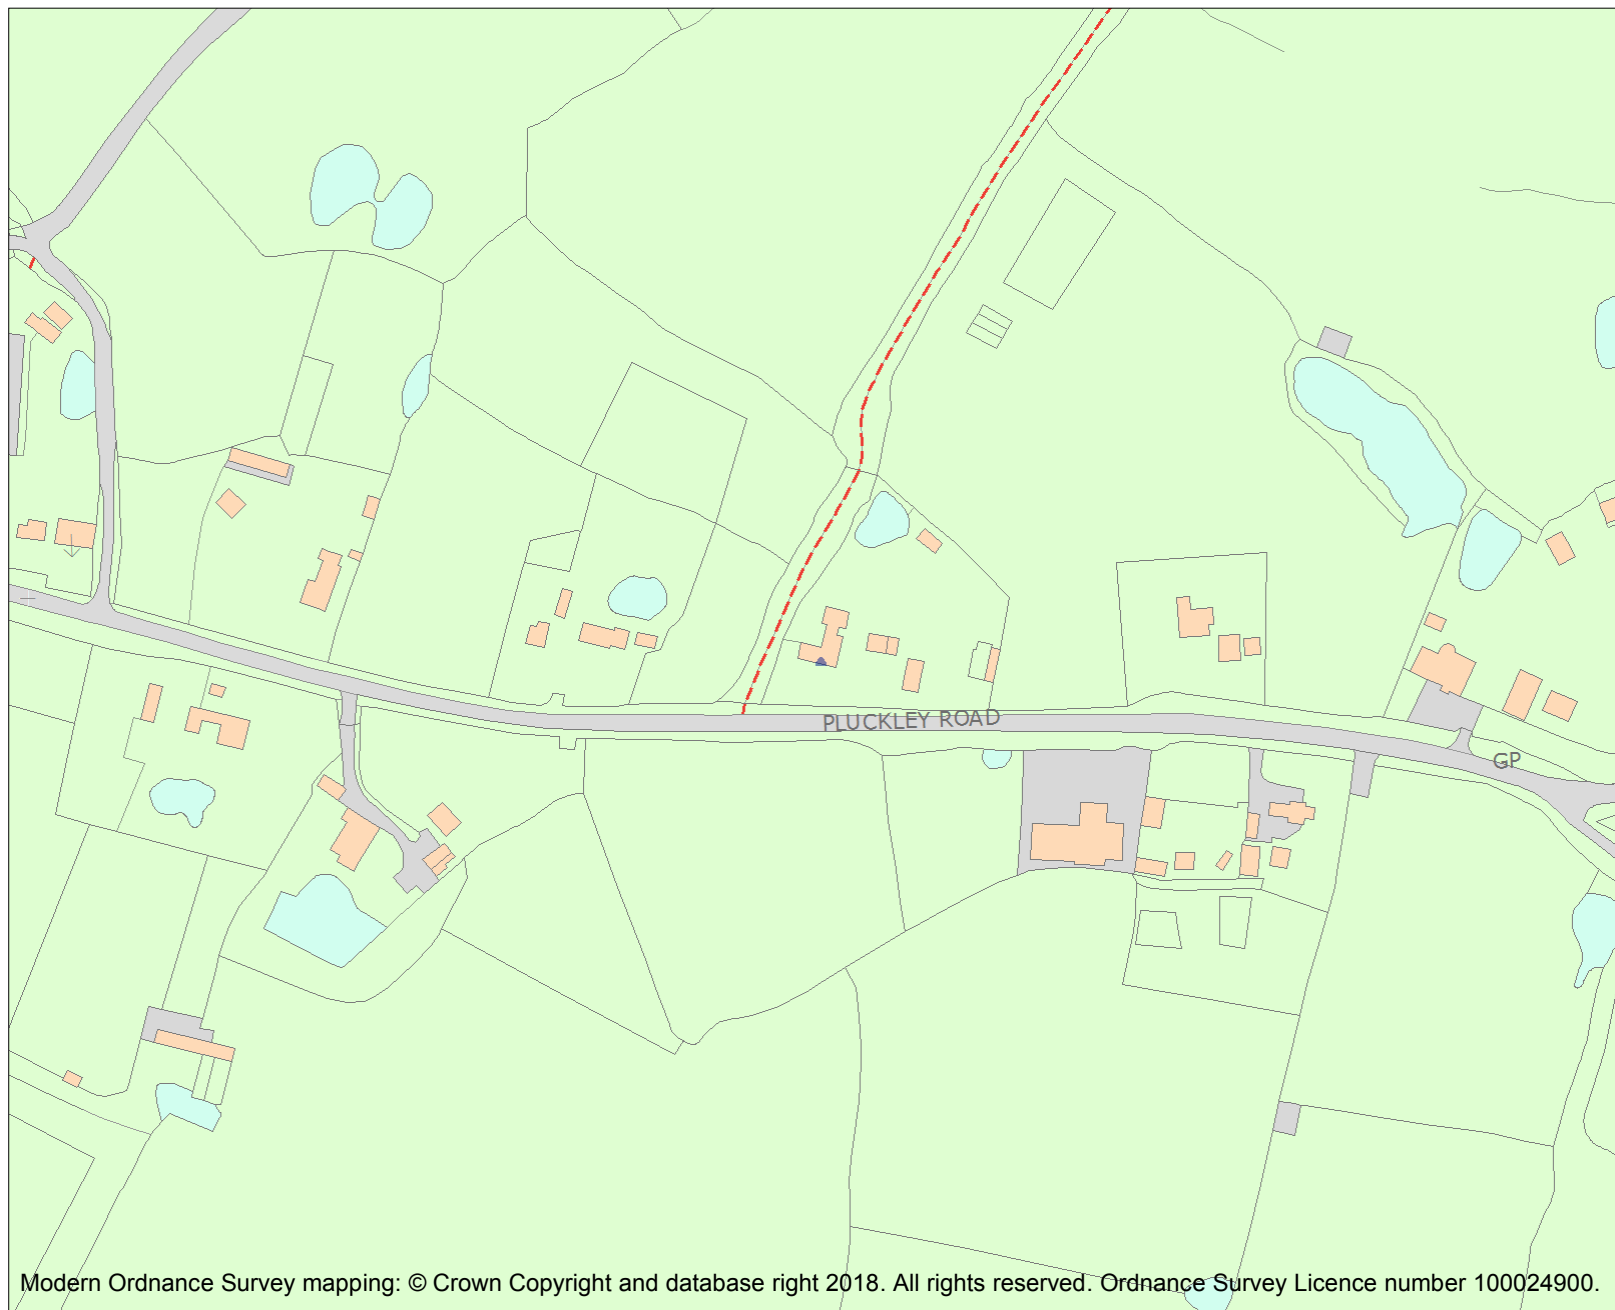 PLUCKLEY ROAD
GP
Modern Ordnance Survey mapping: © Crown Copyright and database right 2018. All rights reserved. Ordnance Survey Licence number 100024900.